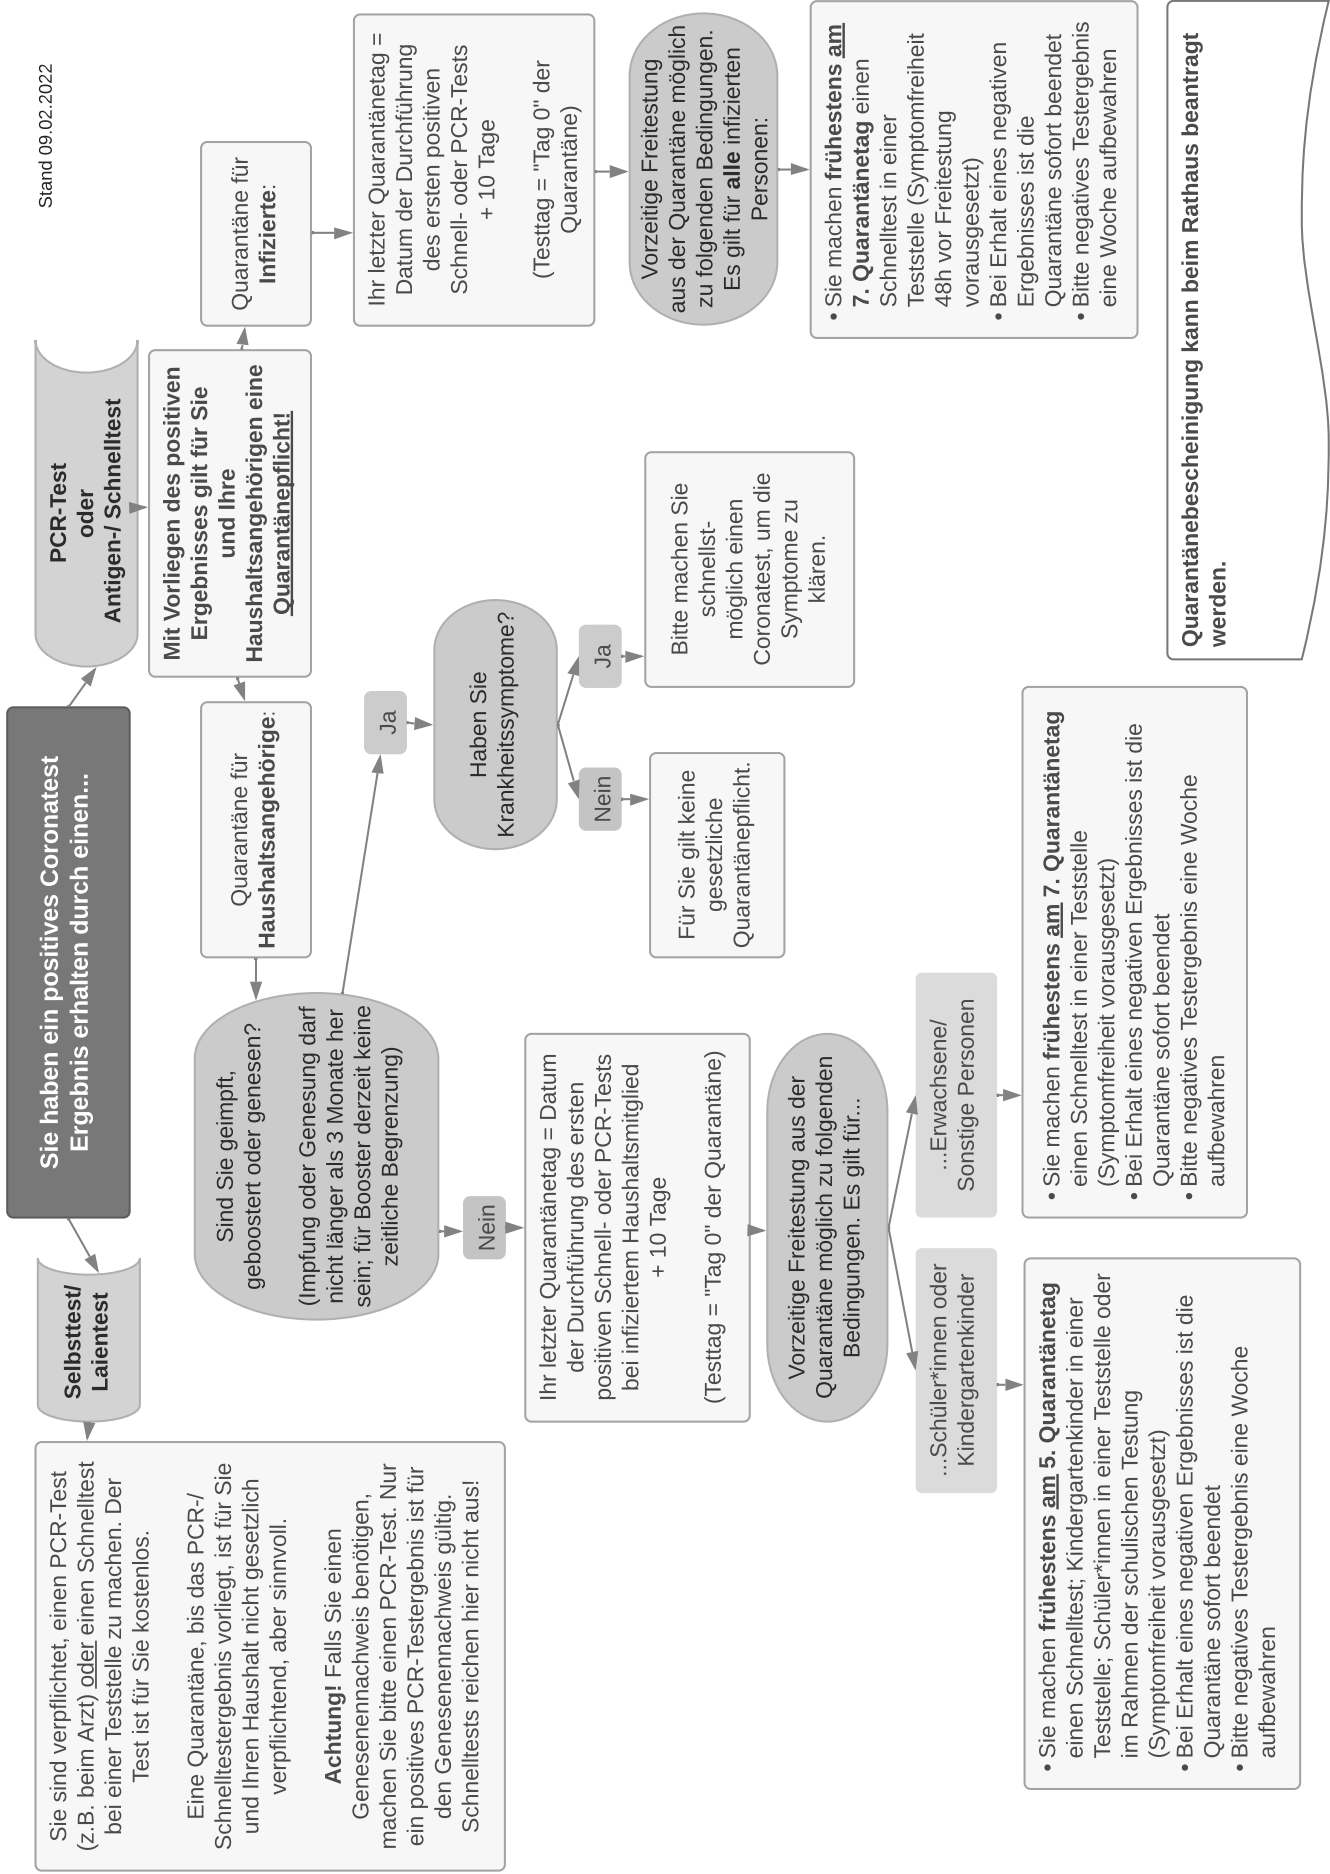 Stand 09.02.2022
Sie haben ein positives Coronatest
Ergebnis erhalten durch einen...
Selbsttest/
Laientest
Sie sind verpflichtet, einen PCR-Test
(z.B. beim Arzt) oder einen Schnelltest
bei einer Teststelle zu machen. Der
Test ist für Sie kostenlos.
Eine Quarantäne, bis das PCR-/
Schnelltestergebnis vorliegt, ist für Sie
und Ihren Haushalt nicht gesetzlich
verpflichtend, aber sinnvoll.
Achtung! Falls Sie einen
Genesenennachweis benötigen,
machen Sie bitte einen PCR-Test. Nur
ein positives PCR-Testergebnis ist für
den Genesenennachweis gültig.
Schnelltests reichen hier nicht aus!
PCR-Test
oder
Antigen-/ Schnelltest
Mit Vorliegen des positiven
Ergebnisses gilt für Sie
und Ihre
Haushaltsangehörigen eine
Quarantänepflicht!
Quarantäne für
Haushaltsangehörige:
Sind Sie geimpft,
geboostert oder genesen?
(Impfung oder Genesung darf
nicht länger als 3 Monate her
sein; für Booster derzeit keine
zeitliche Begrenzung)
Nein
Ihr letzter Quarantänetag = Datum
der Durchführung des ersten
positiven Schnell- oder PCR-Tests
bei infiziertem Haushaltsmitglied
+ 10 Tage
(Testtag = "Tag 0" der Quarantäne)
Vorzeitige Freitestung aus der
Quarantäne möglich zu folgenden
Bedingungen. Es gilt für...
...Schüler*innen oder
Kindergartenkinder
• Sie machen frühestens am 5. Quarantänetag
einen Schnelltest; Kindergartenkinder in einer
Teststelle; Schüler*innen in einer Teststelle oder
im Rahmen der schulischen Testung
(Symptomfreiheit vorausgesetzt)
• Bei Erhalt eines negativen Ergebnisses ist die
Quarantäne sofort beendet
• Bitte negatives Testergebnis eine Woche
aufbewahren
...Erwachsene/
Sonstige Personen
• Sie machen frühestens am 7. Quarantänetag
einen Schnelltest in einer Teststelle
(Symptomfreiheit vorausgesetzt)
• Bei Erhalt eines negativen Ergebnisses ist die
Quarantäne sofort beendet
• Bitte negatives Testergebnis eine Woche
aufbewahren
Ja
Haben Sie
Krankheitssymptome?
Nein
Für Sie gilt keine
gesetzliche
Quarantänepflicht.
Ja
Bitte machen Sie
schnellst-
möglich einen
Coronatest, um die
Symptome zu
klären.
Quarantäne für
Infizierte:
Ihr letzter Quarantänetag =
Datum der Durchführung
des ersten positiven
Schnell- oder PCR-Tests
+ 10 Tage
(Testtag = "Tag 0" der
Quarantäne)
Vorzeitige Freitestung
aus der Quarantäne möglich
zu folgenden Bedingungen.
Es gilt für alle infizierten
Personen:
• Sie machen frühestens am
7. Quarantänetag einen
Schnelltest in einer
Teststelle (Symptomfreiheit
48h vor Freitestung
vorausgesetzt)
• Bei Erhalt eines negativen
Ergebnisses ist die
Quarantäne sofort beendet
• Bitte negatives Testergebnis
eine Woche aufbewahren
Quarantänebescheinigung kann beim Rathaus beantragt
werden.